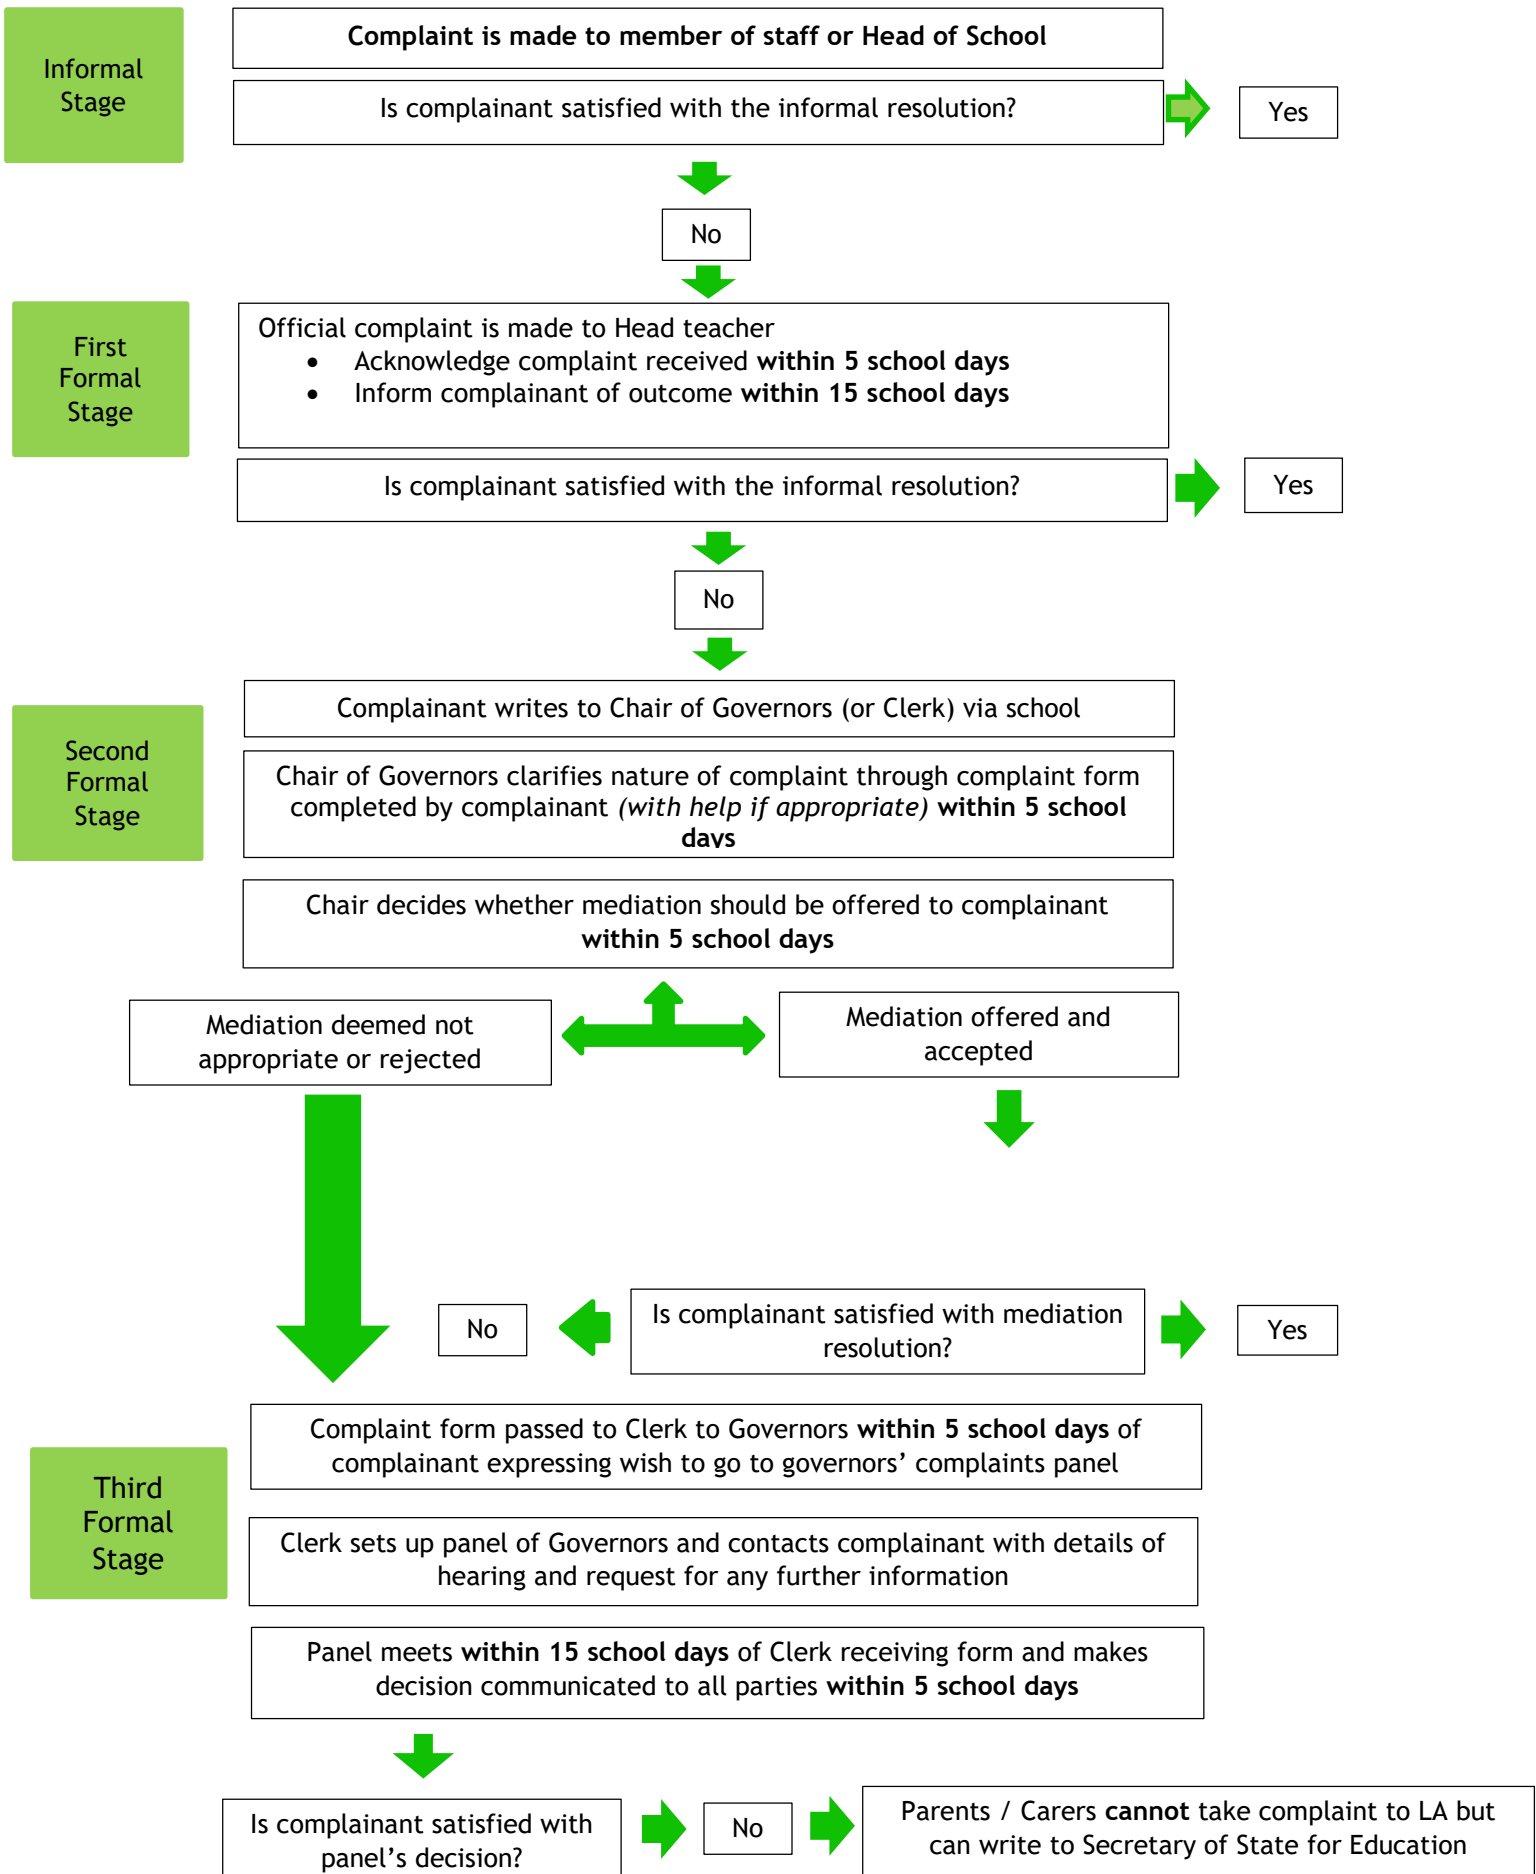 Informal
Stage
Complaint is made to member of staff or Head of School
Is complainant satisfied with the informal resolution?
Yes
No
First
Formal
Stage
Official complaint is made to Head teacher
• Acknowledge complaint received within 5 school days
• Inform complainant of outcome within 15 school days
Is complainant satisfied with the informal resolution?
Yes
No
Second
Formal
Stage
Complainant writes to Chair of Governors (or Clerk) via school
Chair of Governors clarifies nature of complaint through complaint form
completed by complainant (with help if appropriate) within 5 school
days
Chair decides whether mediation should be offered to complainant
within 5 school days
Mediation deemed not
appropriate or rejected
Mediation offered and
accepted
No
Is complainant satisfied with mediation
resolution?
Yes
Third
Formal
Stage
Complaint form passed to Clerk to Governors within 5 school days of
complainant expressing wish to go to governors’ complaints panel
Clerk sets up panel of Governors and contacts complainant with details of
hearing and request for any further information
Panel meets within 15 school days of Clerk receiving form and makes
decision communicated to all parties within 5 school days
Is complainant satisfied with
panel’s decision?
No
Parents / Carers cannot take complaint to LA but
can write to Secretary of State for Education